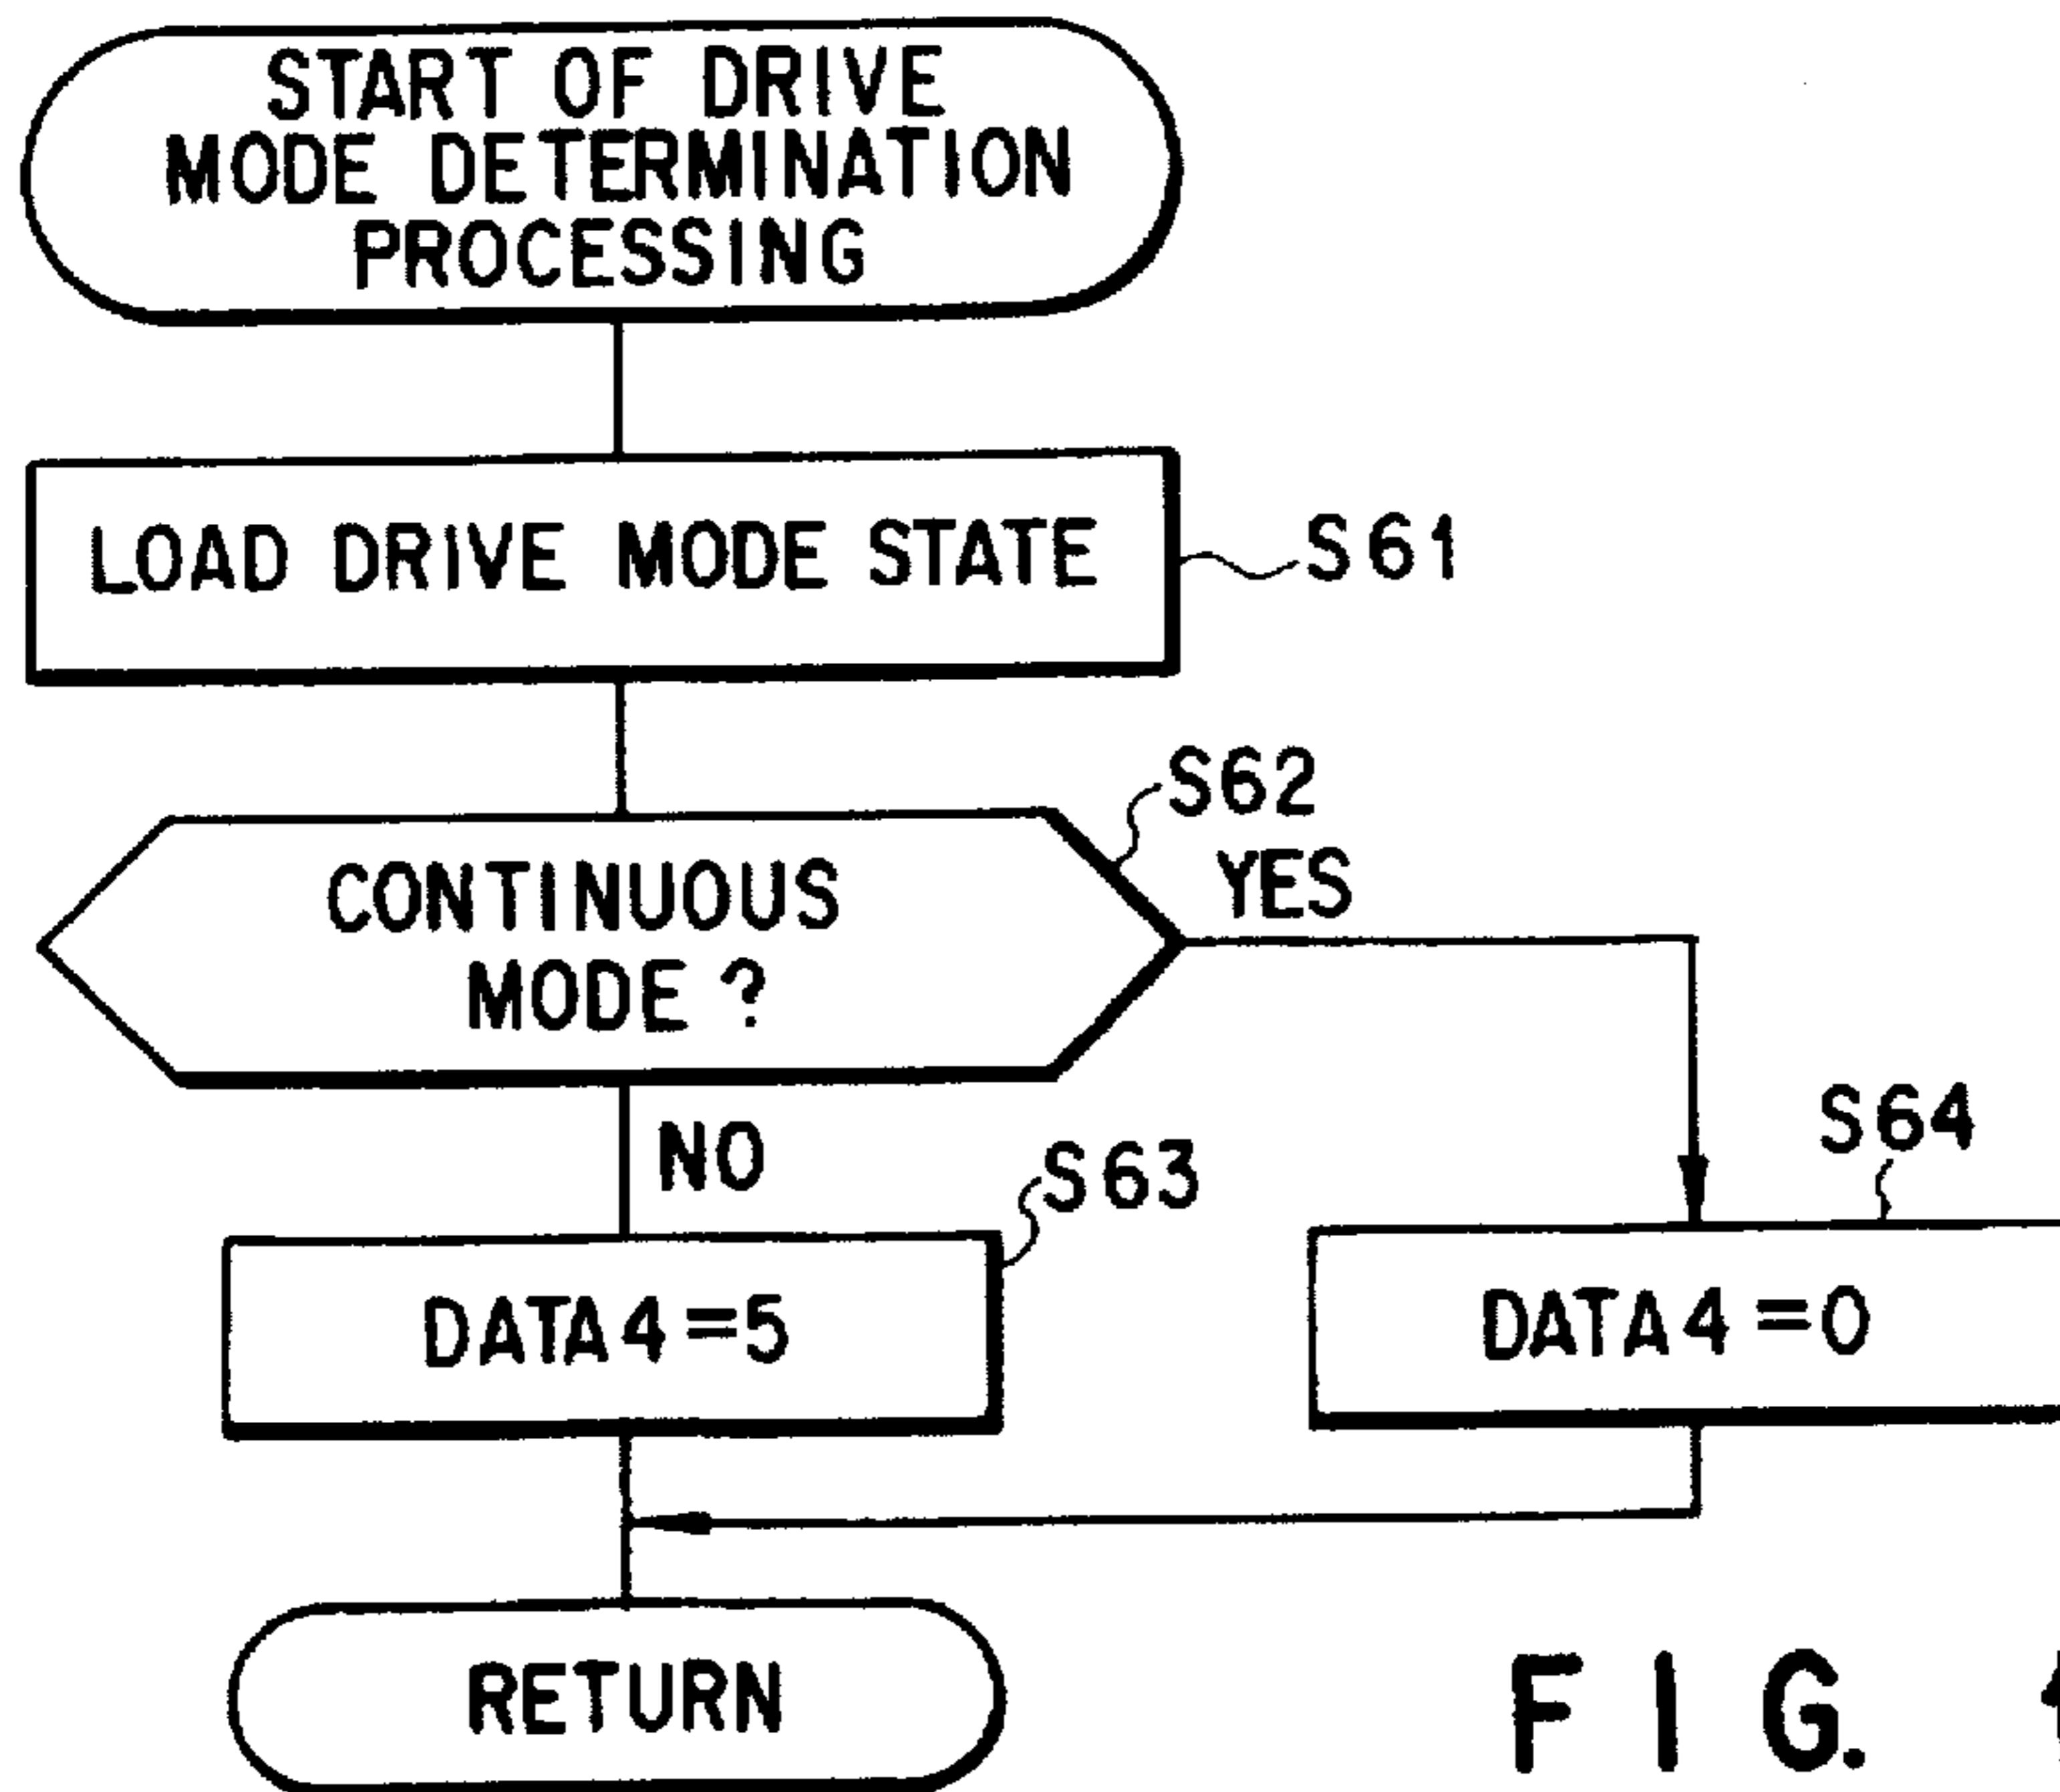 START OF DRIVE
MODE DETERMINATION
PROCESSING
LOAD DRIVE MODE STATE
S61
S62
YES
CONTINUOUS
MODE ?
NO
S63
S64
DATA4=5
DATA4=0
RETURN
FIG.